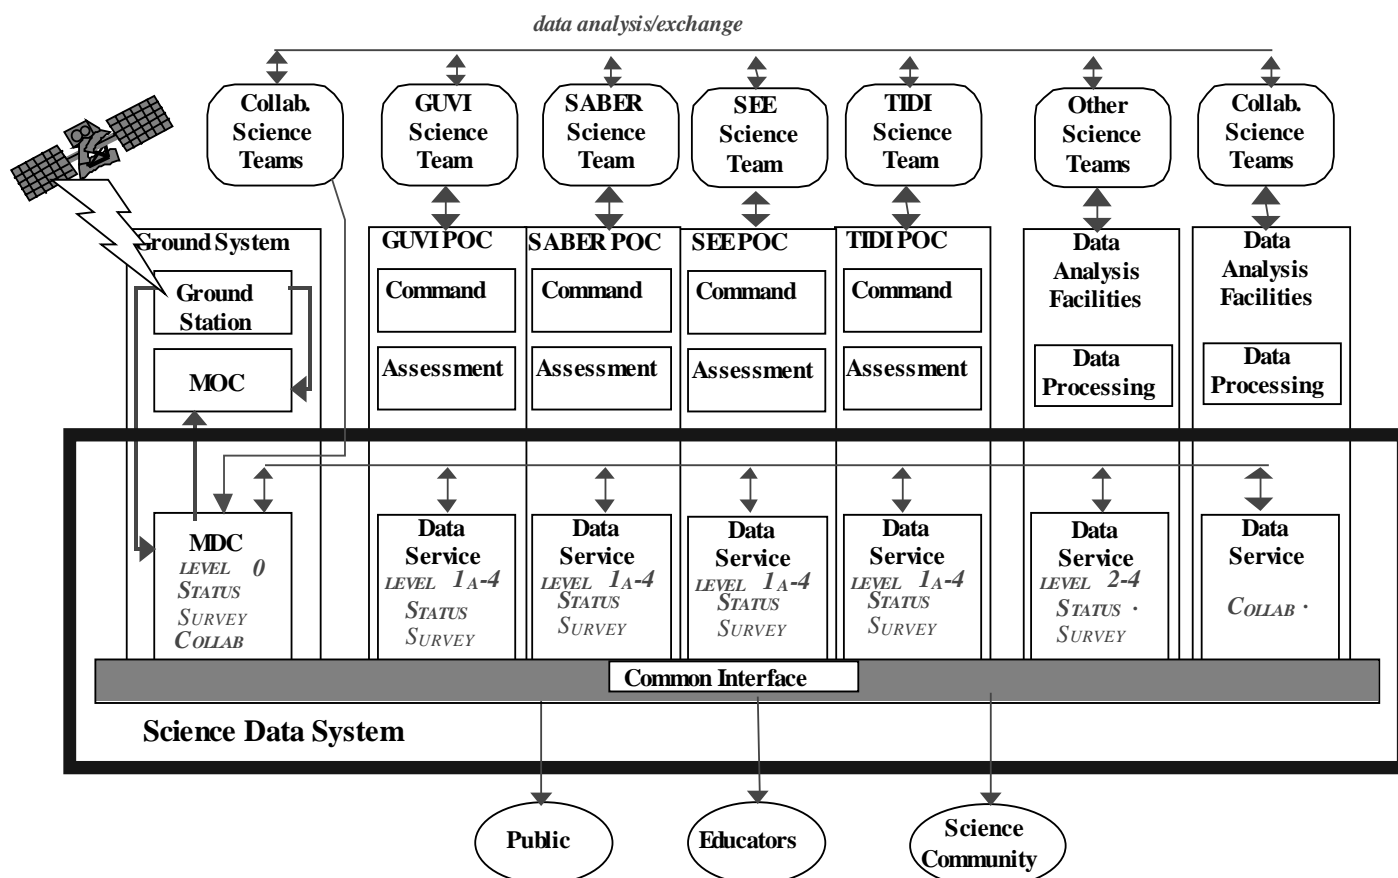 data analysis/exchange
Collab.
Science
Teams
GUVI
Science
Team
SABER
Science
Team
SEE
Science
Team
TIDI
Science
Team
Other
Science
Teams
Collab.
Science
Teams
Ground System
Ground
Station
MOC
GUVI POC
Command
Assessment
SABER POC
Command
Assessment
SEE POC
Command
Assessment
TIDI POC
Command
Assessment
Data
Analysis
Facilities
Data
Processing
Data
Analysis
Facilities
Data
Processing
MDC
LEVEL 0
STATUS
SURVEY
COLLAB
Data
Service
LEVEL 1A-4
STATUS
SURVEY
Data
Service
LEVEL 1A-4
STATUS
SURVEY
Data
Service
LEVEL 1A-4
STATUS
SURVEY
Data
Service
LEVEL 1A-4
STATUS
SURVEY
Data
Service
LEVEL 2-4
STATUS ·
SURVEY
Data
Service
COLLAB ·
Common Interface
Science Data System
Public
Educators
Science
Community